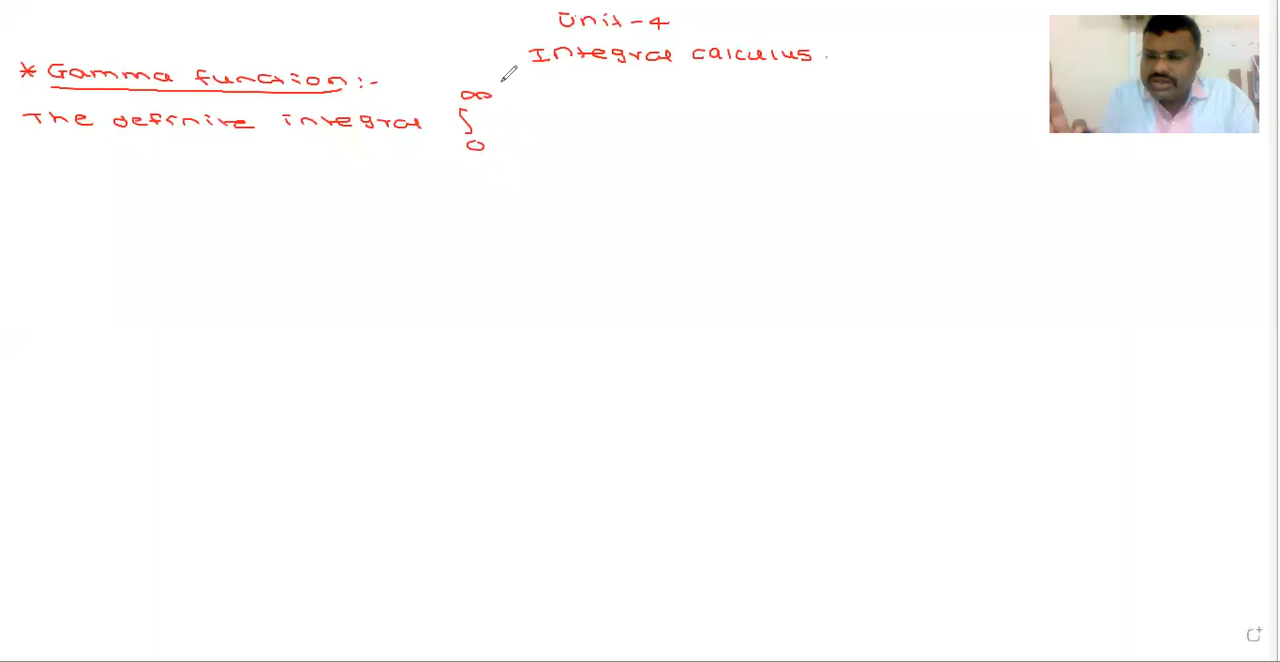 Unit-4
Integral calculus.
* Gamma function:-
The definite integral ∫₀^∞